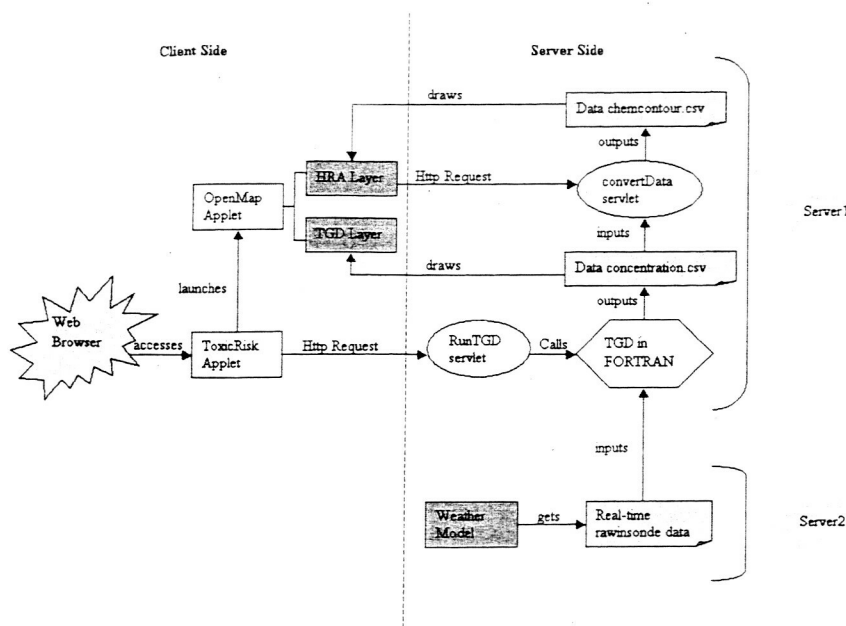 Client Side
Server Side
draws
Data chemcontour.csv
outputs
HRA Layer
Http Request
convertData
servlet
OpenMap
Applet
Server1
TGD Layer
inputs
draws
Data concentration.csv
launches
outputs
Web
Browser
accesses
ToxicRisk
Applet
Http Request
RunTGD
servlet
Calls
TGD in
FORTRAN
inputs
Weather
Model
gets
Real-time
rawinsonde data
Server2